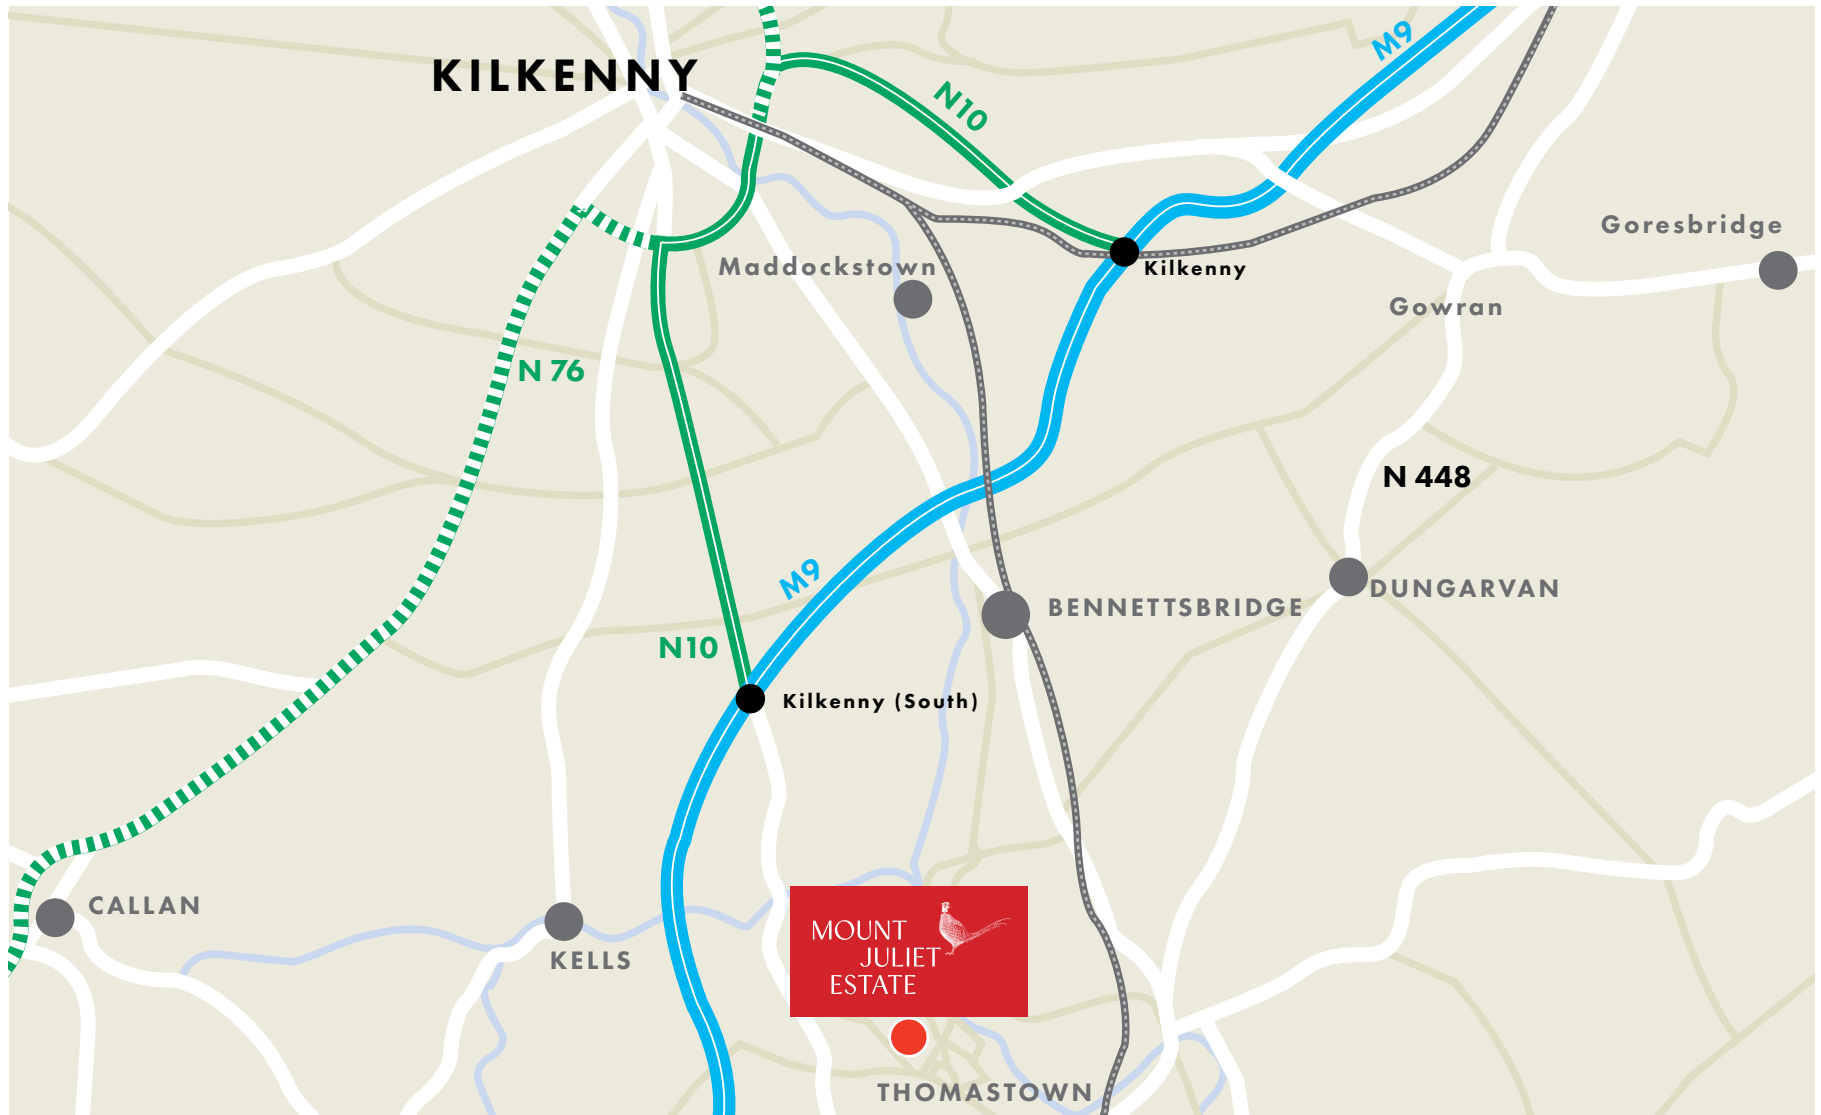 M9
KILKENNY
N10
Goresbridge
Maddockstown
Kilkenny
Gowran
N 76
N 448
M9
DUNGARVAN
BENNETTSBRIDGE
N10
Kilkenny (South)
CALLAN
MOUNT
JULIET
ESTATE
KELLS
THOMASTOWN